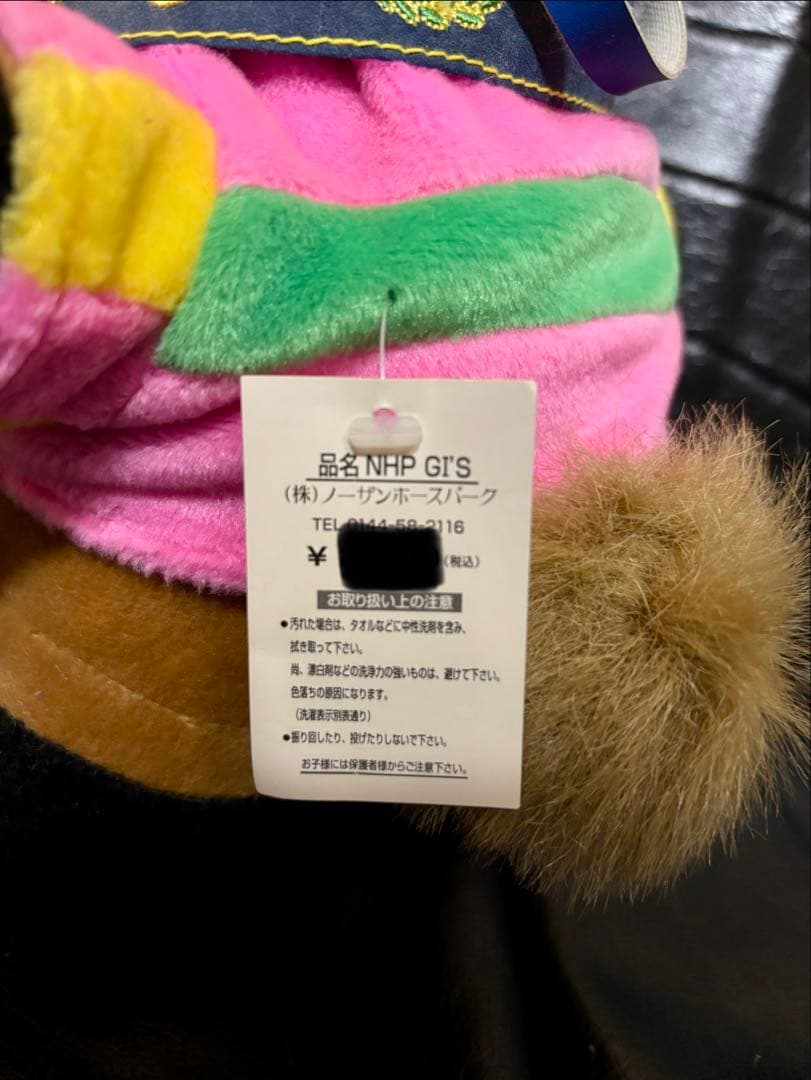 品名 NHP GI'S
(株)ノーザンホースパーク
TEL 0144-58-2116
¥ (税込)
お取り扱い上の注意
●汚れた場合は、タオルなどに中性洗剤を含み、
拭き取って下さい。
尚、漂白剤などの洗浄力の強いものは、避けて下さい。
色落ちの原因になります。
(洗濯表示別表通り)
●振り回したり、投げたりしないで下さい。
お子様には保護者様からご注意下さい。